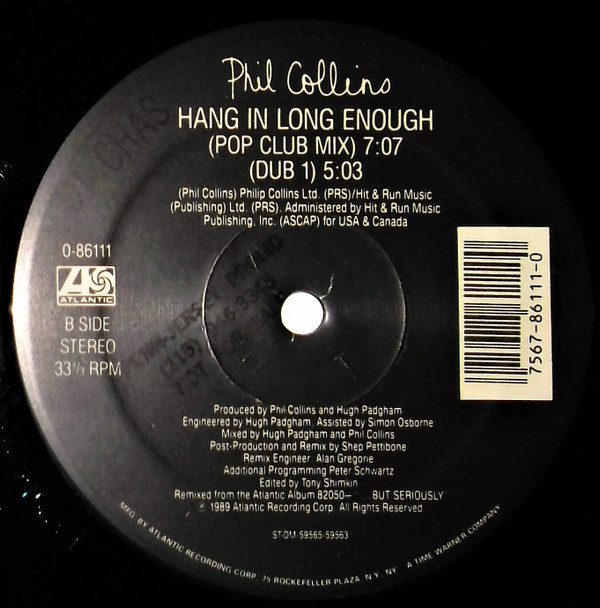 Phil Collins
HANG IN LONG ENOUGH
(POP CLUB MIX) 7:07
(DUB 1) 5:03
(Phil Collins) Philip Collins Ltd. (PRS)/Hit & Run Music
(Publishing) Ltd. (PRS). Administered by Hit & Run Music
Publishing, Inc. (ASCAP) for USA & Canada
0-86111
ATLANTIC
B SIDE
STEREO
33⅓ RPM
7567-86111-0
CHAS
Produced by Phil Collins and Hugh Padgham
Engineered by Hugh Padgham, Assisted by Simon Osborne
Mixed by Hugh Padgham and Phil Collins
Post-Production and Remix by Shep Pettibone
Remix Engineer Alan Gregorie
Additional Programming Peter Schwartz
Edited by Tony Shimkin
Remixed from the Atlantic Album 82050— ...BUT SERIOUSLY
℗ 1989 Atlantic Recording Corp. All Rights Reserved
ST-DM-59565-59563
MFG. BY ATLANTIC RECORDING CORP. 75 ROCKEFELLER PLAZA. N.Y. NY. A TIME WARNER COMPANY